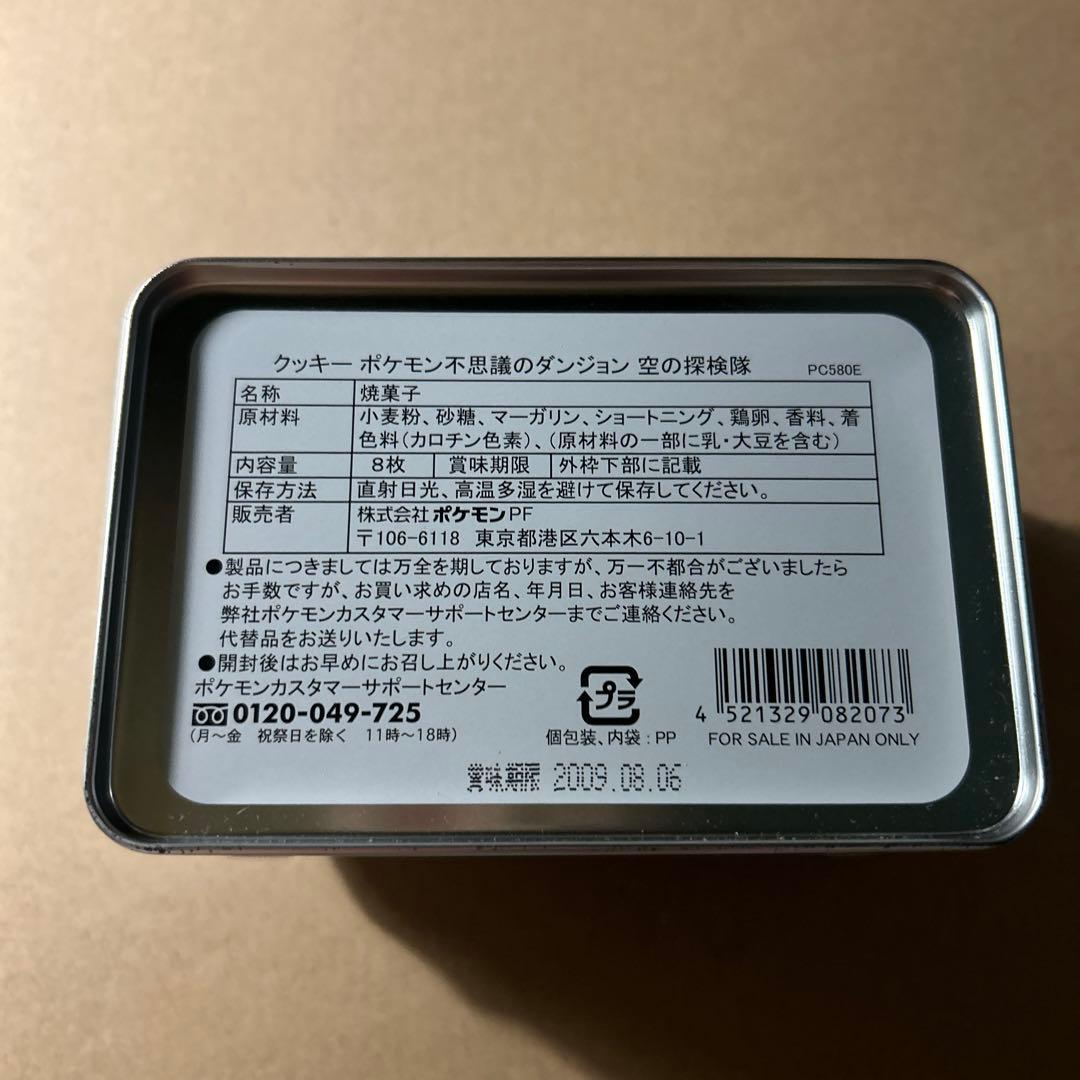 クッキー ポケモン不思議のダンジョン 空の探検隊 PC580E
名称 焼菓子
原材料 小麦粉、砂糖、マーガリン、ショートニング、鶏卵、香料、着
色料(カロチン色素)、(原材料の一部に乳・大豆を含む)
内容量 8枚 賞味期限 外枠下部に記載
保存方法 直射日光、高温多湿を避けて保存してください。
販売者 株式会社ポケモンPF
〒106-6118 東京都港区六本木6-10-1
●製品につきましては万全を期しておりますが、万一不都合がございましたら
お手数ですが、お買い求めの店名、年月日、お客様連絡先を
弊社ポケモンカスタマーサポートセンターまでご連絡ください。
代替品をお送りいたします。
●開封後はお早めにお召し上がりください。
ポケモンカスタマーサポートセンター
0120-049-725
(月〜金 祝祭日を除く 11時〜18時)
プラ
個包装、内袋:PP
4 521329 082073
FOR SALE IN JAPAN ONLY
賞味期限 2009.08.06